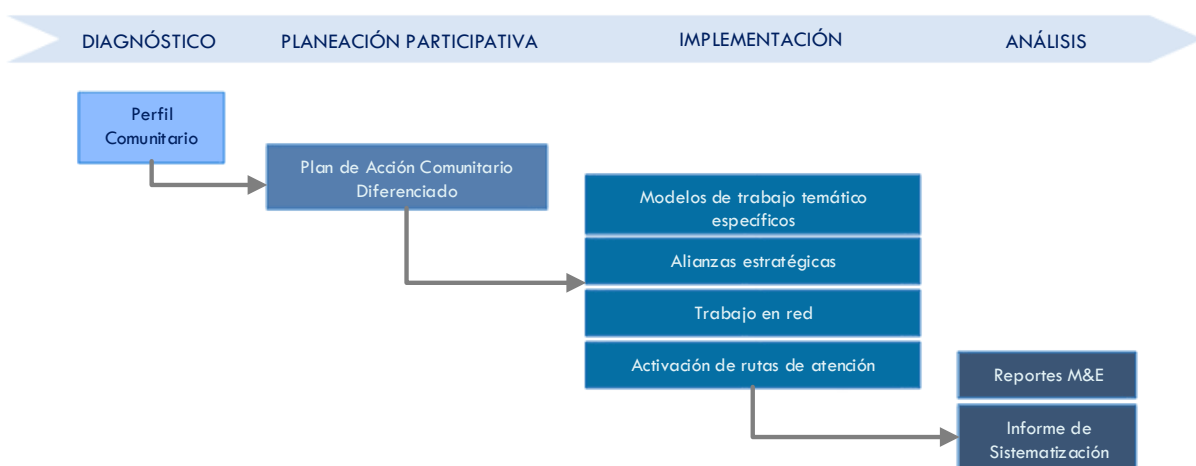 DIAGNÓSTICO
PLANEACIÓN PARTICIPATIVA
IMPLEMENTACIÓN
ANÁLISIS
Perfil
Comunitario
Plan de Acción Comunitario
Diferenciado
Modelos de trabajo temático
específicos
Alianzas estratégicas
Trabajo en red
Activación de rutas de atención
Reportes M&E
Informe de
Sistematización